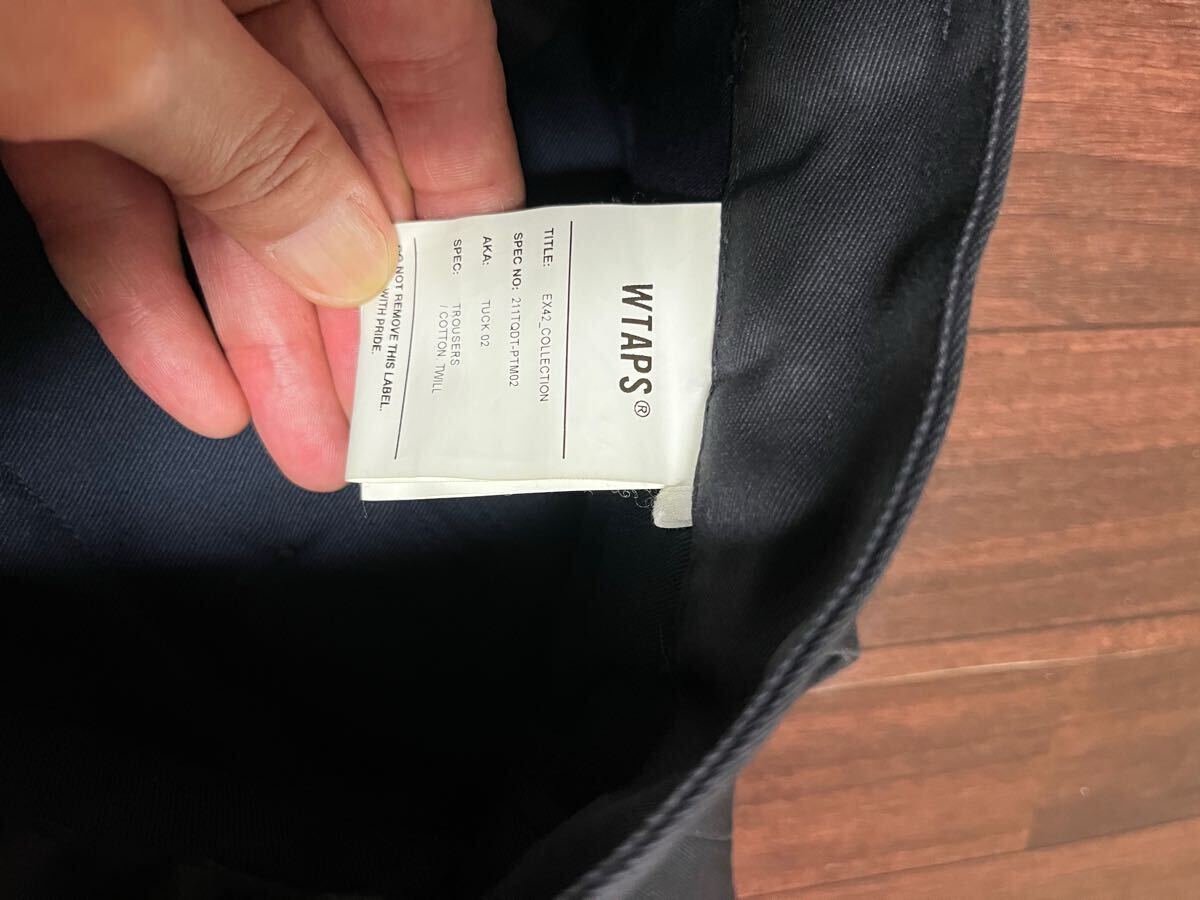 WTAPS®
TITLE: EX42_COLLECTION
SPEC NO: 211TQDT-PTM02
AKA: TUCK 02
SPEC: TROUSERS
/ COTTON TWILL
DO NOT REMOVE THIS LABEL.
WITH PRIDE.